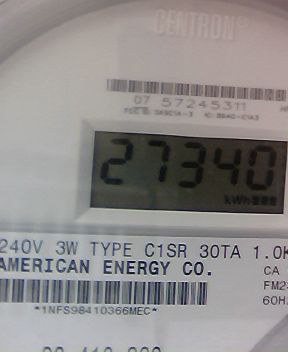 CENTRON®
07 57245311
27340
kWh
240V 3W TYPE C1SR 30TA 1.0K
AMERICAN ENERGY CO.
CA
*1NFS98410366MEC*
FM2
60H